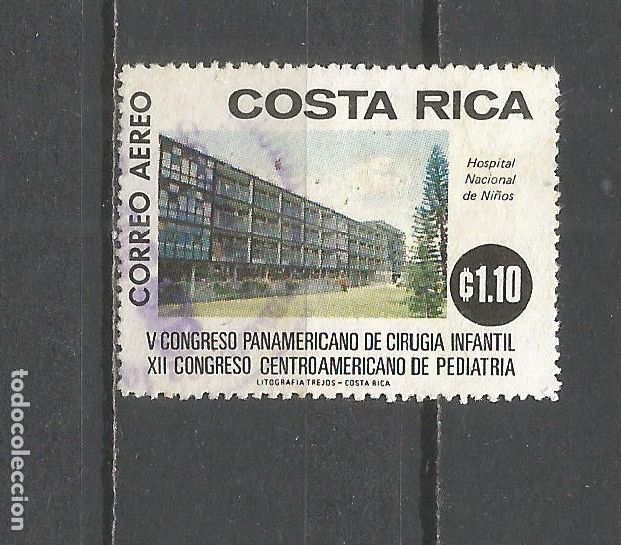 COSTA RICA
CORREO AEREO
Hospital
Nacional
de Niños
₡1.10
V CONGRESO PANAMERICANO DE CIRUGIA INFANTIL
XII CONGRESO CENTROAMERICANO DE PEDIATRIA
LITOGRAFIA TREJOS - COSTA RICA
todocoleccion